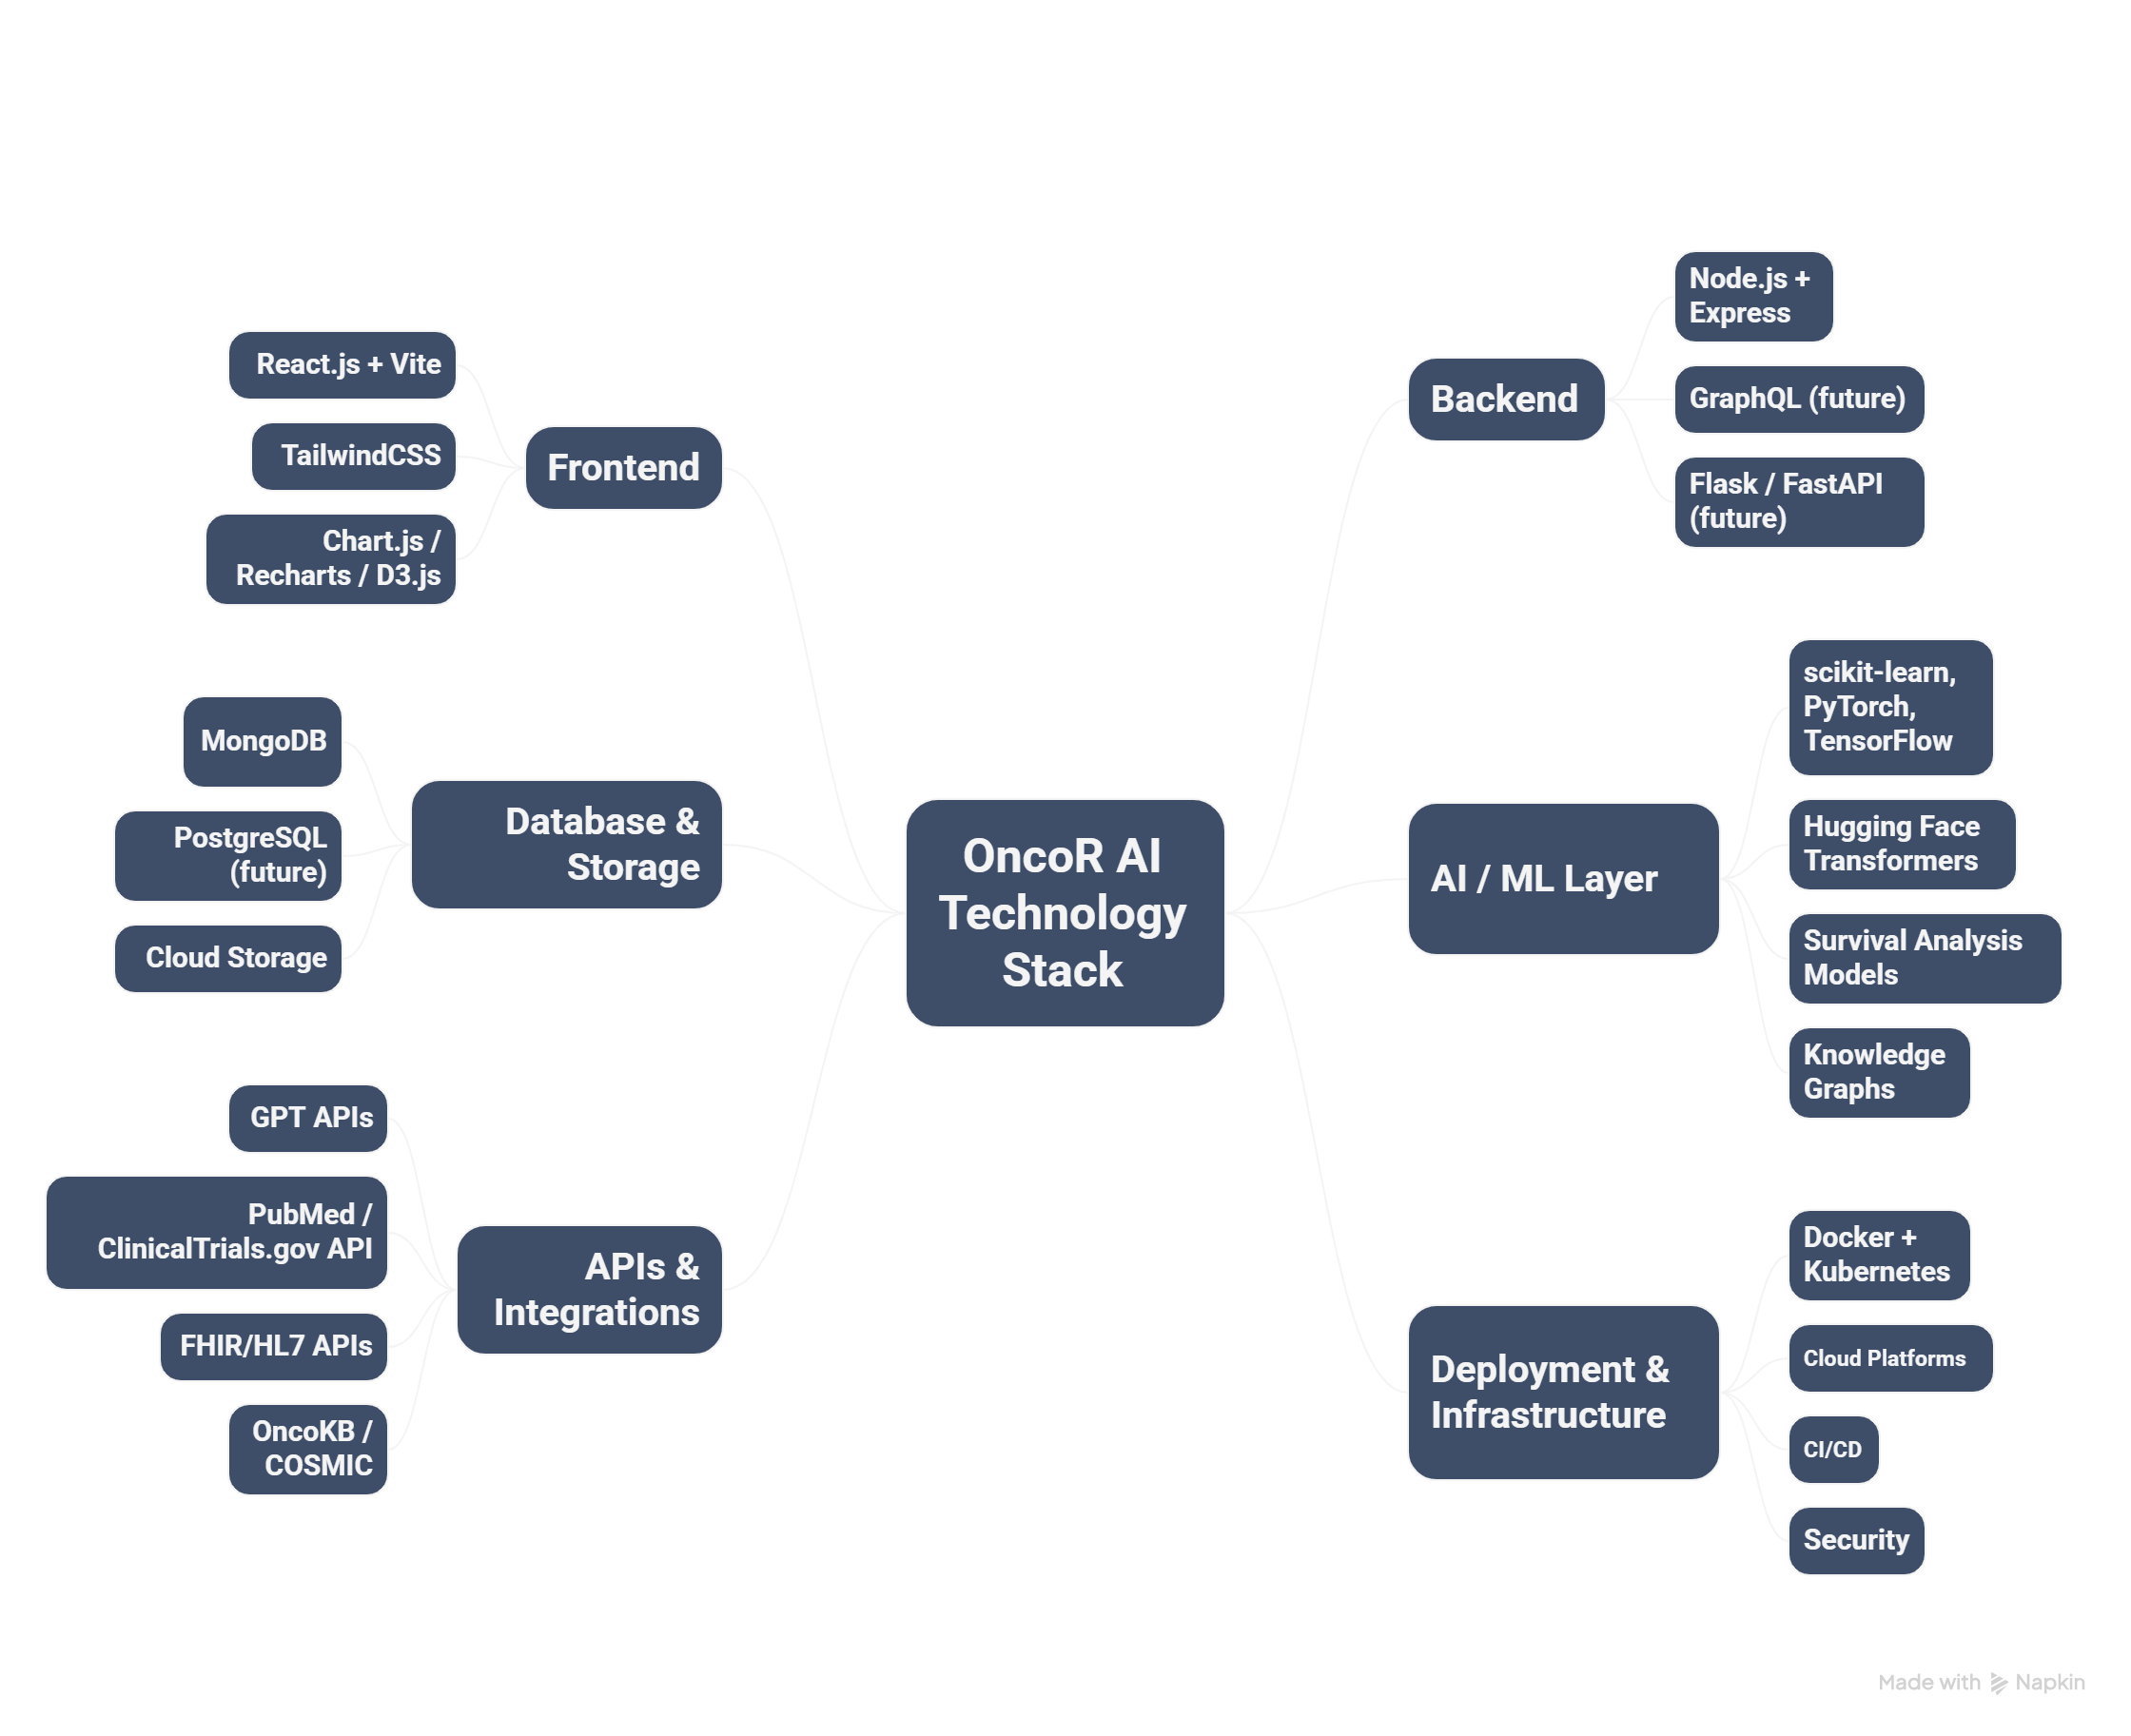 OncoR AI
Technology
Stack
Frontend
React.js + Vite
TailwindCSS
Chart.js /
Recharts / D3.js
Database &
Storage
MongoDB
PostgreSQL
(future)
Cloud Storage
APIs &
Integrations
GPT APIs
PubMed /
ClinicalTrials.gov API
FHIR/HL7 APIs
OncoKB /
COSMIC
Backend
Node.js +
Express
GraphQL (future)
Flask / FastAPI
(future)
AI / ML Layer
scikit-learn,
PyTorch,
TensorFlow
Hugging Face
Transformers
Survival Analysis
Models
Knowledge
Graphs
Deployment &
Infrastructure
Docker +
Kubernetes
Cloud Platforms
CI/CD
Security
Made with Napkin